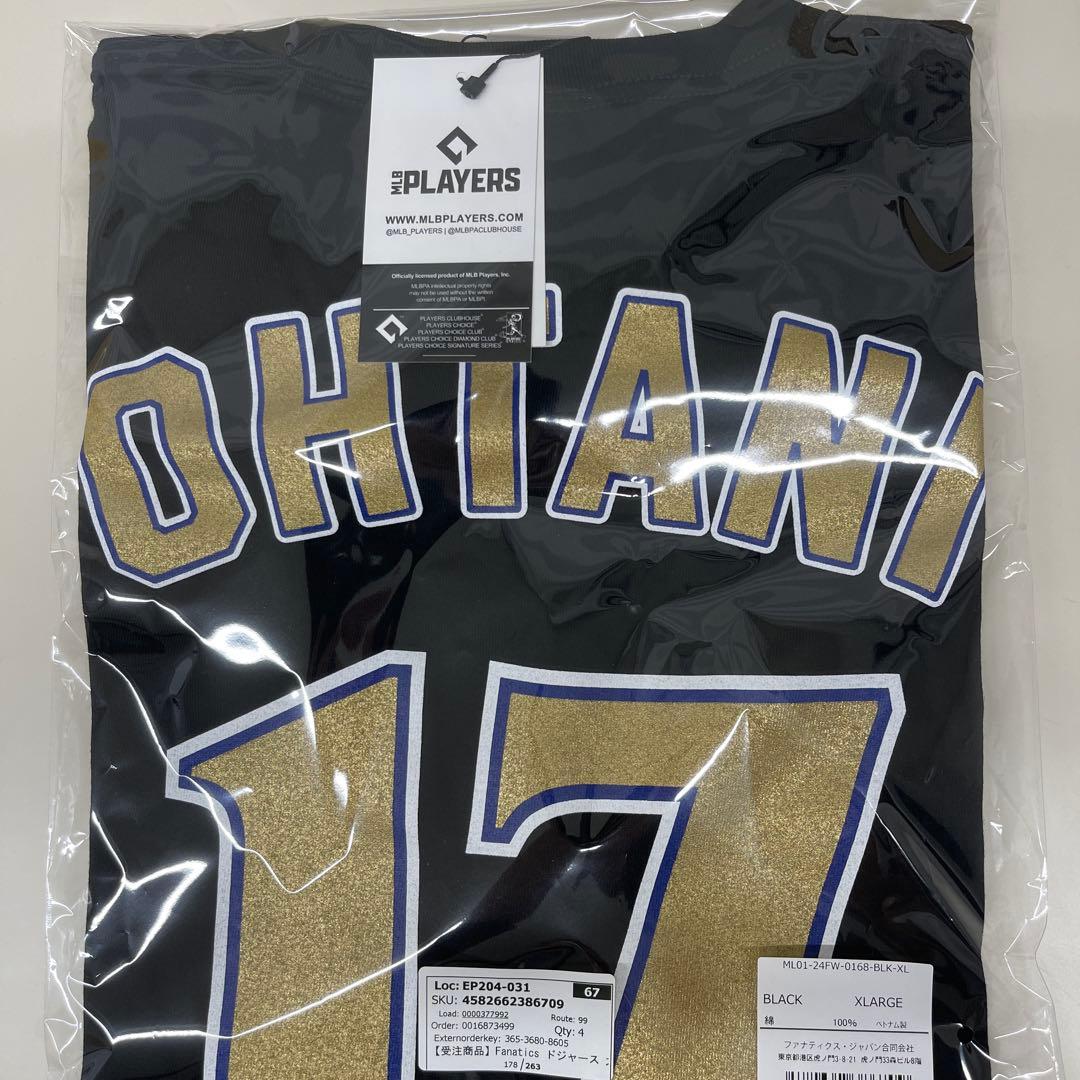 MLB PLAYERS
WWW.MLBPLAYERS.COM
@MLB_PLAYERS | @MLBPACLUBHOUSE
Officially licensed product of MLB Players, Inc.
MLBPA intellectual property rights
may not be used without the written
consent of MLBPA or MLBPI.
PLAYERS CLUBHOUSE
PLAYERS CHOICE
PLAYERS CHOICE CLUB
PLAYERS CHOICE DIAMOND CLUB
PLAYERS CHOICE SIGNATURE SERIES
OHTANI
17
Loc: EP204-031 67
SKU: 4582662386709
Load: 0000377992 Route: 99
Order: 0016873499 Qty: 4
Externorderkey: 365-3680-8605
【受注商品】Fanatics ドジャース
178/263
ML01-24FW-0168-BLK-XL
BLACK XLARGE
綿 100% ベトナム製
ファナティクス・ジャパン合同会社
東京都港区虎ノ門3-8-21 虎ノ門33森ビル8階